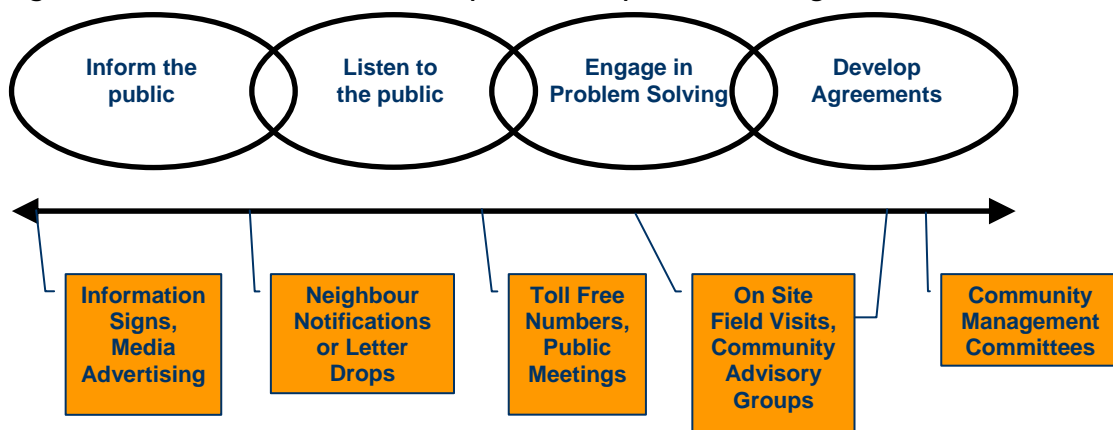 Inform the
public
Listen to
the public
Engage in
Problem Solving
Develop
Agreements
Information
Signs,
Media
Advertising
Neighbour
Notifications
or Letter
Drops
Toll Free
Numbers,
Public
Meetings
On Site
Field Visits,
Community
Advisory
Groups
Community
Management
Committees